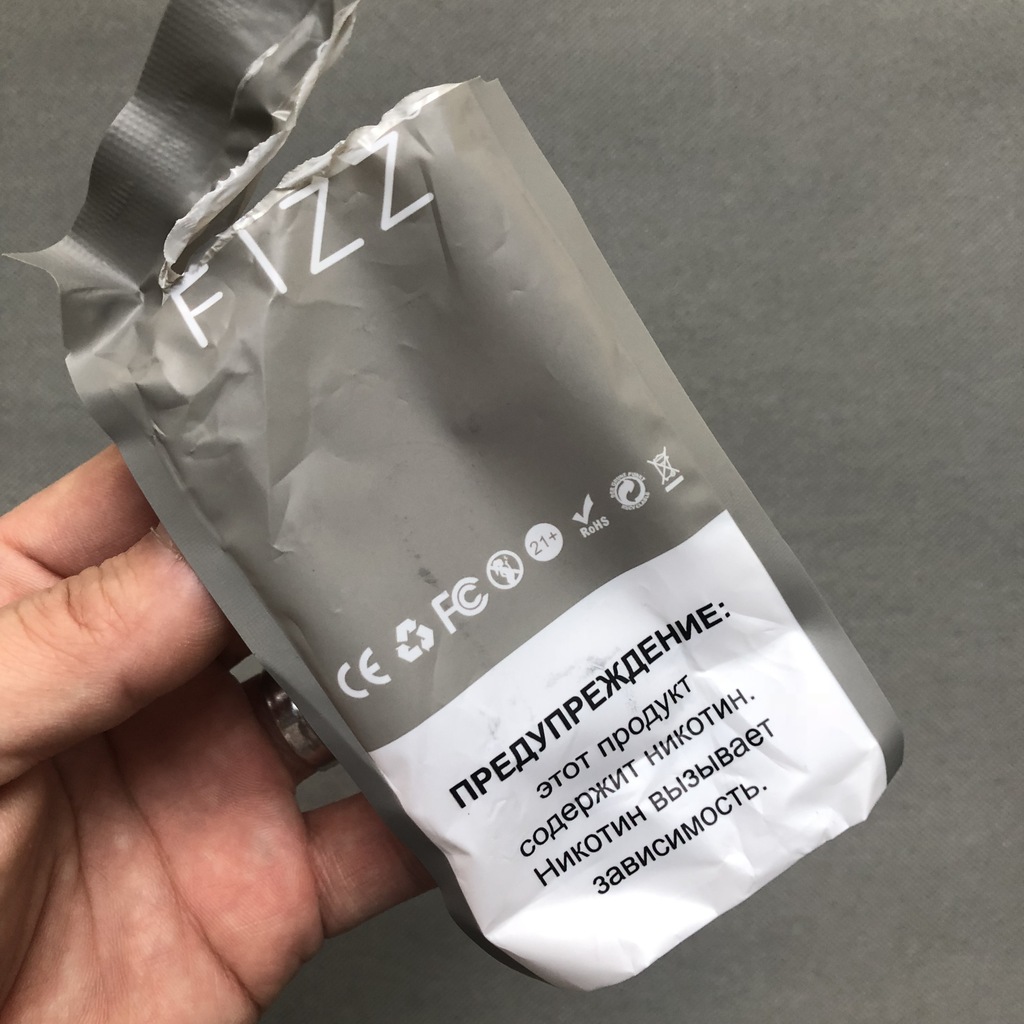 FIZZ
CE FC 21+ RoHS
ПРЕДУПРЕЖДЕНИЕ:
этот продукт
содержит никотин.
Никотин вызывает
зависимость.